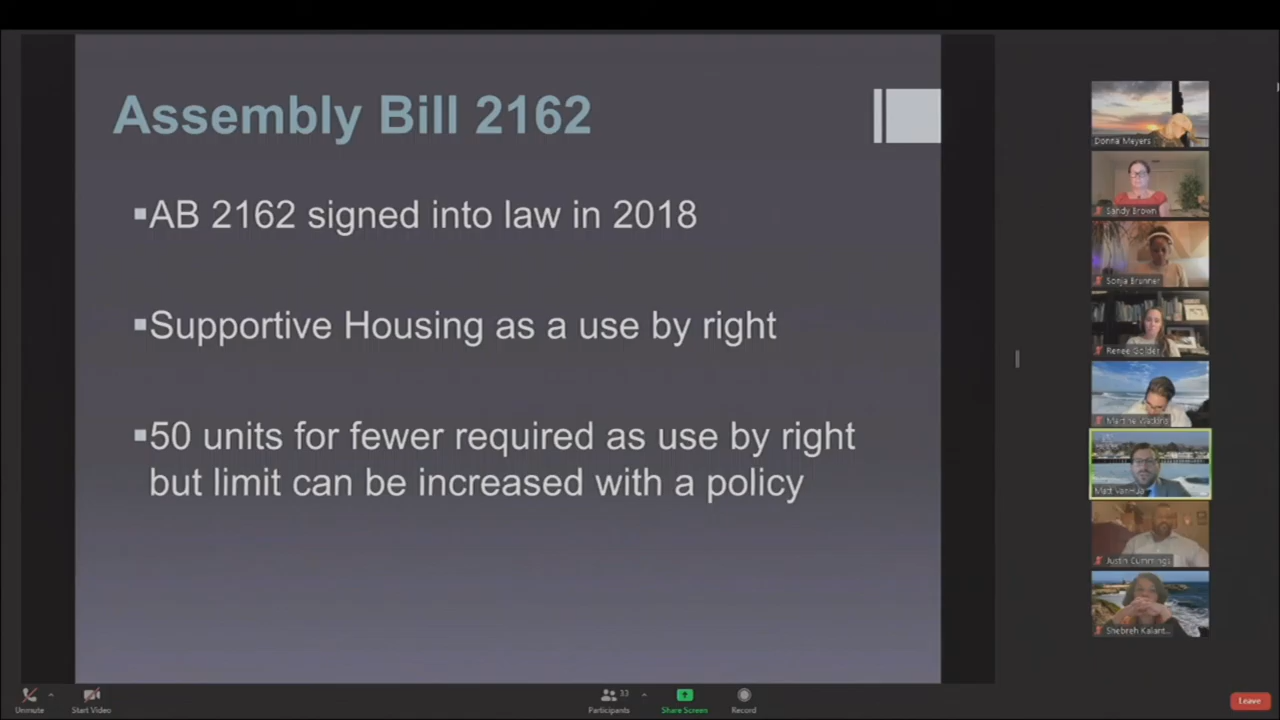 Assembly Bill 2162
▪AB 2162 signed into law in 2018
▪Supportive Housing as a use by right
▪50 units for fewer required as use by right
but limit can be increased with a policy
Donna Meyers
Sandy Brown
Sonja Brunner
Renee Golder
Martine Watkins
Matt
Justin Cummings
Shebreh Kalant...
Unmute
Start Video
33
Participants
Share Screen
Record
Leave